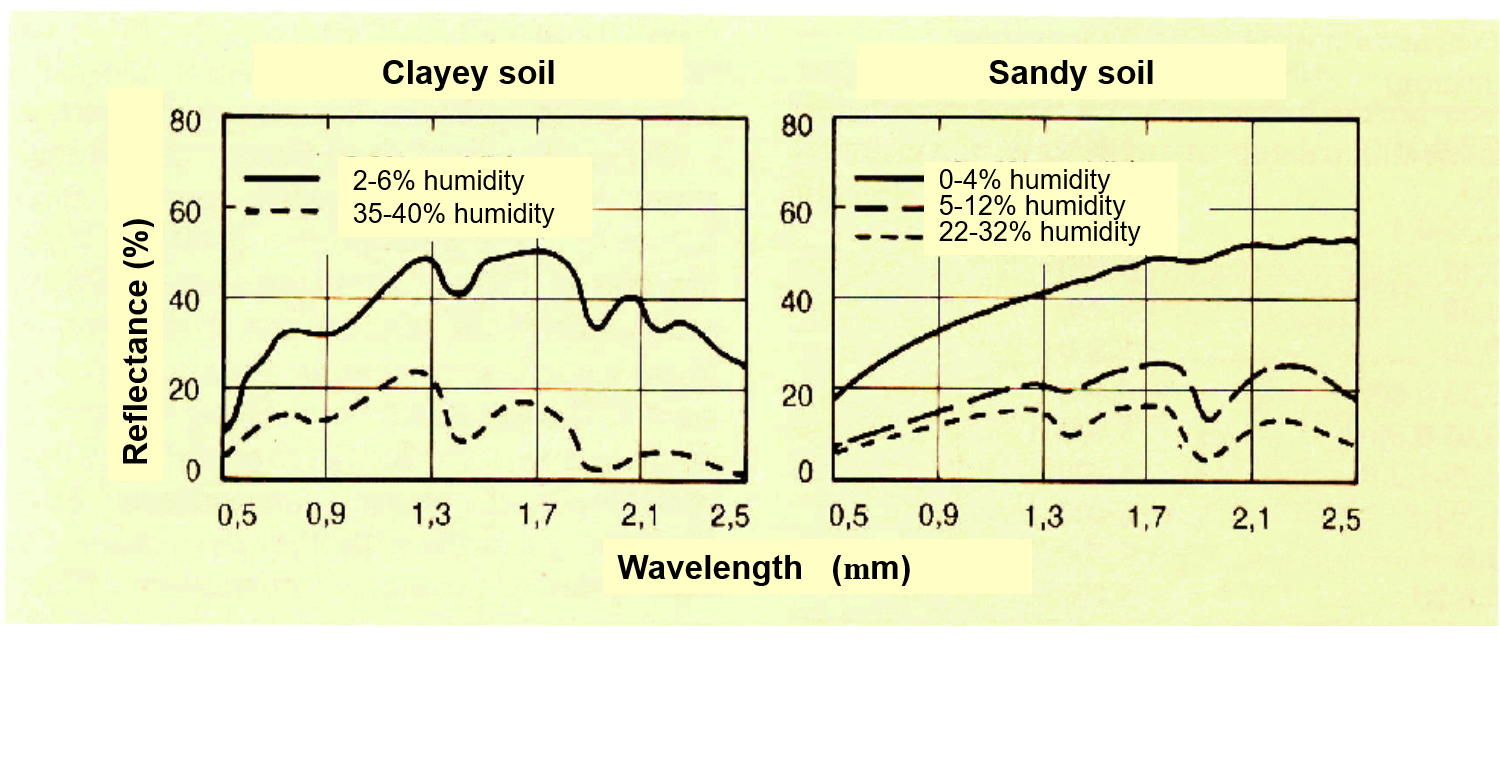 Clayey soil
Sandy soil
Reflectance (%)
80
60
40
20
0
2-6% humidity
35-40% humidity
0,5 0,9 1,3 1,7 2,1 2,5
80
60
40
20
0
0-4% humidity
5-12% humidity
22-32% humidity
0,5 0,9 1,3 1,7 2,1 2,5
Wavelength (mm)